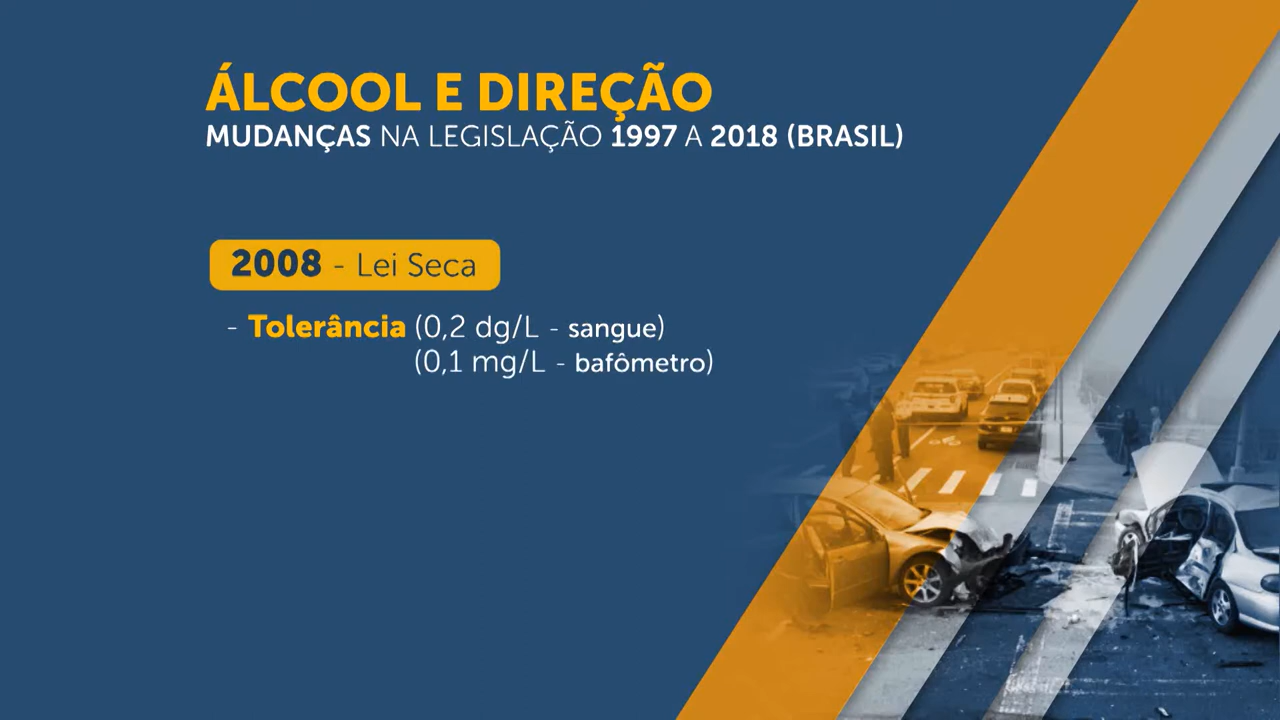 ÁLCOOL E DIREÇÃO
MUDANÇAS NA LEGISLAÇÃO 1997 A 2018 (BRASIL)
2008 - Lei Seca
- Tolerância (0,2 dg/L - sangue)
(0,1 mg/L - bafômetro)